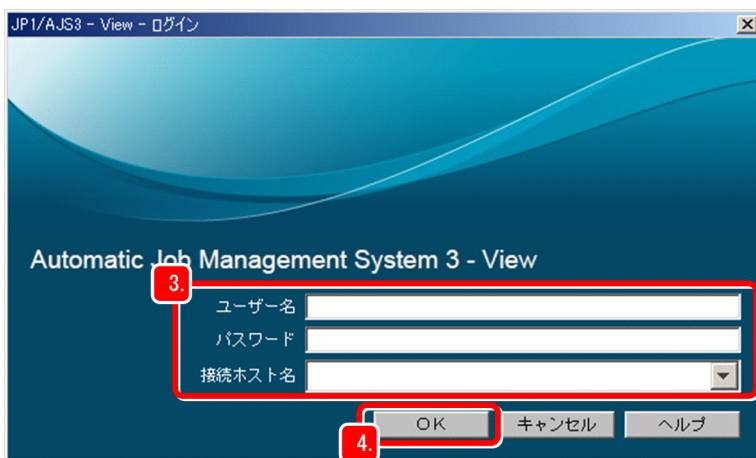 JP1/AJS3 - View - ログイン
Automatic Job Management System 3 - View
3.
ユーザー名
パスワード
接続ホスト名
4.
OK キャンセル ヘルプ